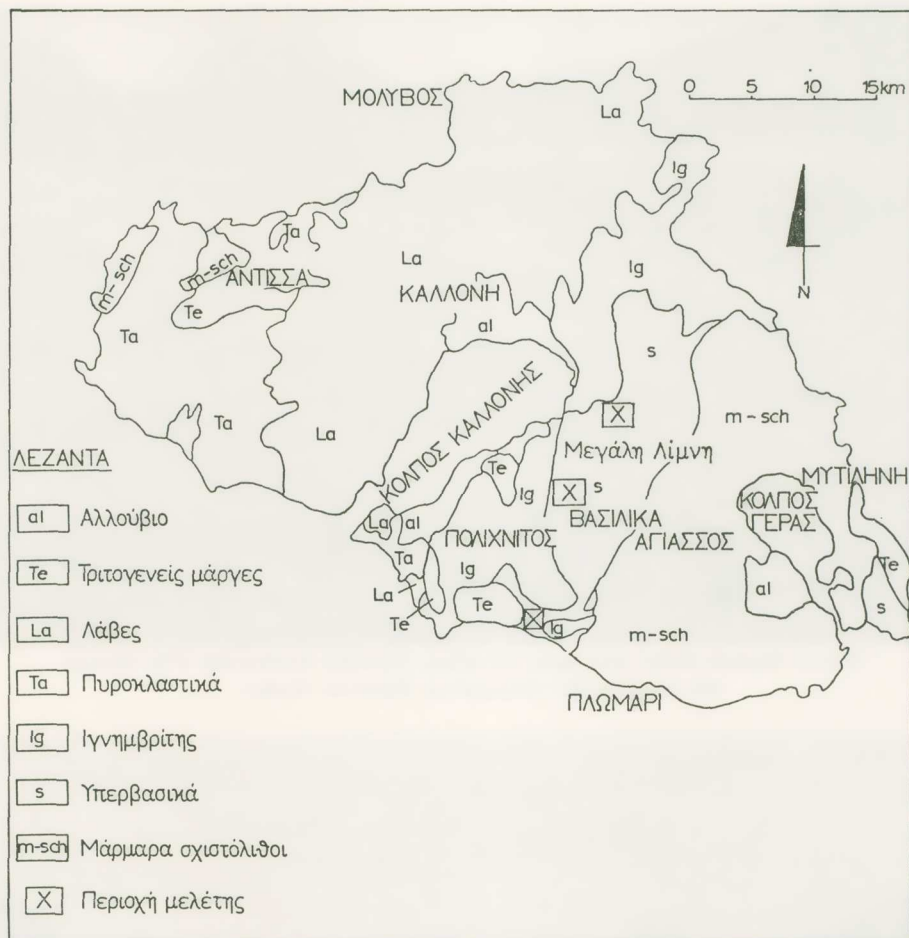 ΜΟΛΥΒΟΣ
0 5 10 15km
La
Ig
N
Ta
m-sch
m-sch
ΑΝΤΙΣΣΑ
La
Ig
ΚΑΛΛΟΝΗ
Te
al
Ta
s
ΚΟΛΠΟΣ ΚΑΛΛΟΝΗΣ
m-sch
Ta
La
X
Μεγάλη Λίμνη
ΛΕΖΑΝΤΑ
Te
Ig
X
s
ΜΥΤΙΛΗΝΗ
ΚΟΛΠΟΣ
ΓΕΡΑΣ
La
al
ΒΑΣΙΛΙΚΑ
ΠΟΛΙΧΝΙΤΟΣ
ΑΓΙΑΣΣΟΣ
Ta
Ig
Te
La
al
s
Te
Te
X
Ig
m-sch
ΠΛΩΜΑΡΙ
al Αλλούβιο
Te Τριτογενείς μάργες
La Λάβες
Ta Πυροκλαστικά
Ig Ιγνημβρίτης
s Υπερβασικά
m-sch Μάρμαρα σχιστόλιθοι
X Περιοχή μελέτης